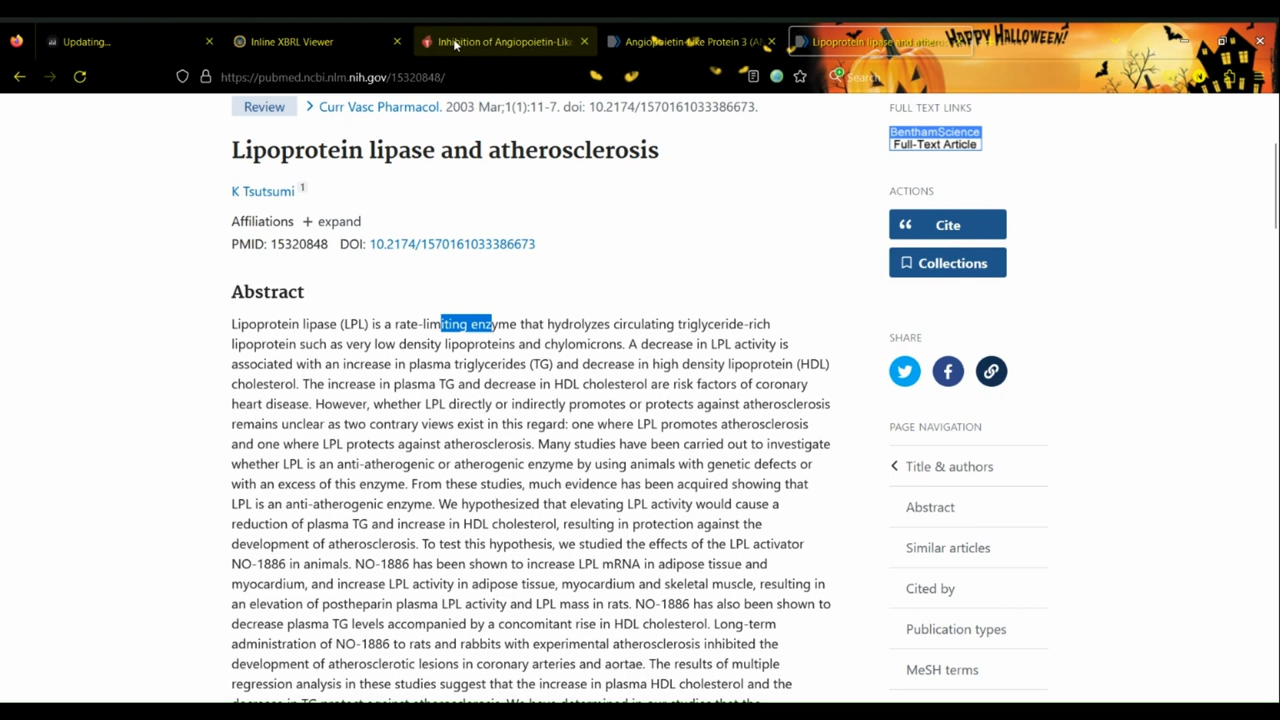 Updating...
Inline XBRL Viewer
Inhibition of Angiopoietin-Like
Angiopoietin-Like Protein 3 (AN
Lipoprotein lipase and athero
HAPPY HALLOWEEN!
https://pubmed.ncbi.nlm.nih.gov/15320848/
Search
Review
Curr Vasc Pharmacol. 2003 Mar;1(1):11-7. doi: 10.2174/1570161033386673.
Lipoprotein lipase and atherosclerosis
K Tsutsumi 1
Affiliations + expand
PMID: 15320848 DOI: 10.2174/1570161033386673
Abstract
Lipoprotein lipase (LPL) is a rate-limiting enzyme that hydrolyzes circulating triglyceride-rich
lipoprotein such as very low density lipoproteins and chylomicrons. A decrease in LPL activity is
associated with an increase in plasma triglycerides (TG) and decrease in high density lipoprotein (HDL)
cholesterol. The increase in plasma TG and decrease in HDL cholesterol are risk factors of coronary
heart disease. However, whether LPL directly or indirectly promotes or protects against atherosclerosis
remains unclear as two contrary views exist in this regard: one where LPL promotes atherosclerosis
and one where LPL protects against atherosclerosis. Many studies have been carried out to investigate
whether LPL is an anti-atherogenic or atherogenic enzyme by using animals with genetic defects or
with an excess of this enzyme. From these studies, much evidence has been acquired showing that
LPL is an anti-atherogenic enzyme. We hypothesized that elevating LPL activity would cause a
reduction of plasma TG and increase in HDL cholesterol, resulting in protection against the
development of atherosclerosis. To test this hypothesis, we studied the effects of the LPL activator
NO-1886 in animals. NO-1886 has been shown to increase LPL mRNA in adipose tissue and
myocardium, and increase LPL activity in adipose tissue, myocardium and skeletal muscle, resulting in
an elevation of postheparin plasma LPL activity and LPL mass in rats. NO-1886 has also been shown to
decrease plasma TG levels accompanied by a concomitant rise in HDL cholesterol. Long-term
administration of NO-1886 to rats and rabbits with experimental atherosclerosis inhibited the
development of atherosclerotic lesions in coronary arteries and aortae. The results of multiple
regression analysis in these studies suggest that the increase in plasma HDL cholesterol and the
FULL TEXT LINKS
BenthamScience
Full-Text Article
ACTIONS
Cite
Collections
SHARE
PAGE NAVIGATION
Title & authors
Abstract
Similar articles
Cited by
Publication types
MeSH terms